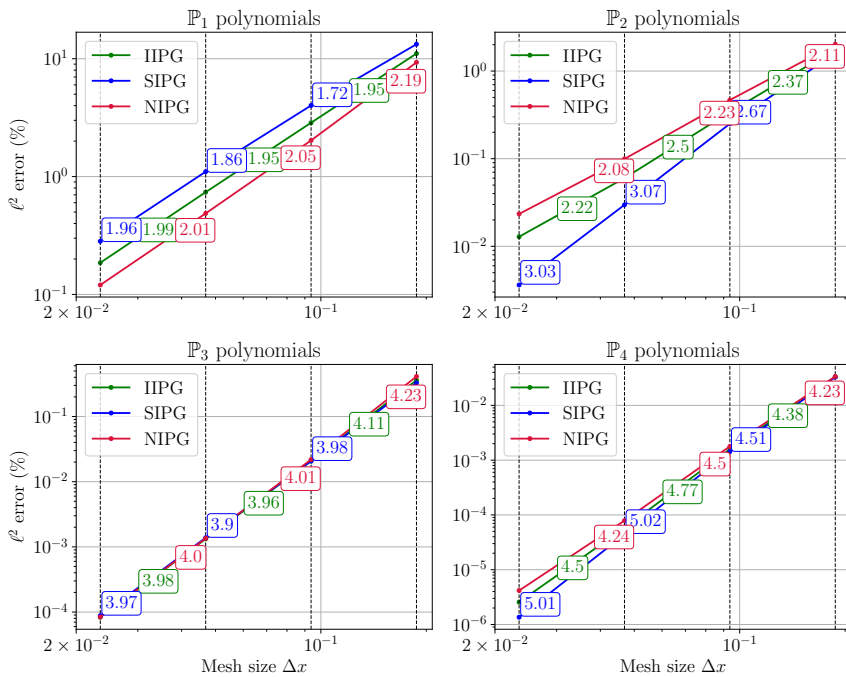 ℙ₁ polynomials
ℓ² error (%)
10¹
10⁰
10⁻¹
IIPG
SIPG
NIPG
1.96
1.99
2.01
1.86
1.95
2.05
1.72
1.95
2.19
2 × 10⁻²
10⁻¹
ℙ₂ polynomials
10⁰
10⁻¹
10⁻²
IIPG
SIPG
NIPG
3.03
2.22
2.08
3.07
2.5
2.23
2.67
2.37
2.11
2 × 10⁻²
10⁻¹
ℙ₃ polynomials
ℓ² error (%)
10⁻¹
10⁻²
10⁻³
10⁻⁴
IIPG
SIPG
NIPG
3.97
3.98
4.0
3.9
3.96
4.01
3.98
4.11
4.23
2 × 10⁻²
10⁻¹
Mesh size Δx
ℙ₄ polynomials
10⁻²
10⁻³
10⁻⁴
10⁻⁵
10⁻⁶
IIPG
SIPG
NIPG
5.01
4.5
4.24
5.02
4.77
4.5
4.51
4.38
4.23
2 × 10⁻²
10⁻¹
Mesh size Δx